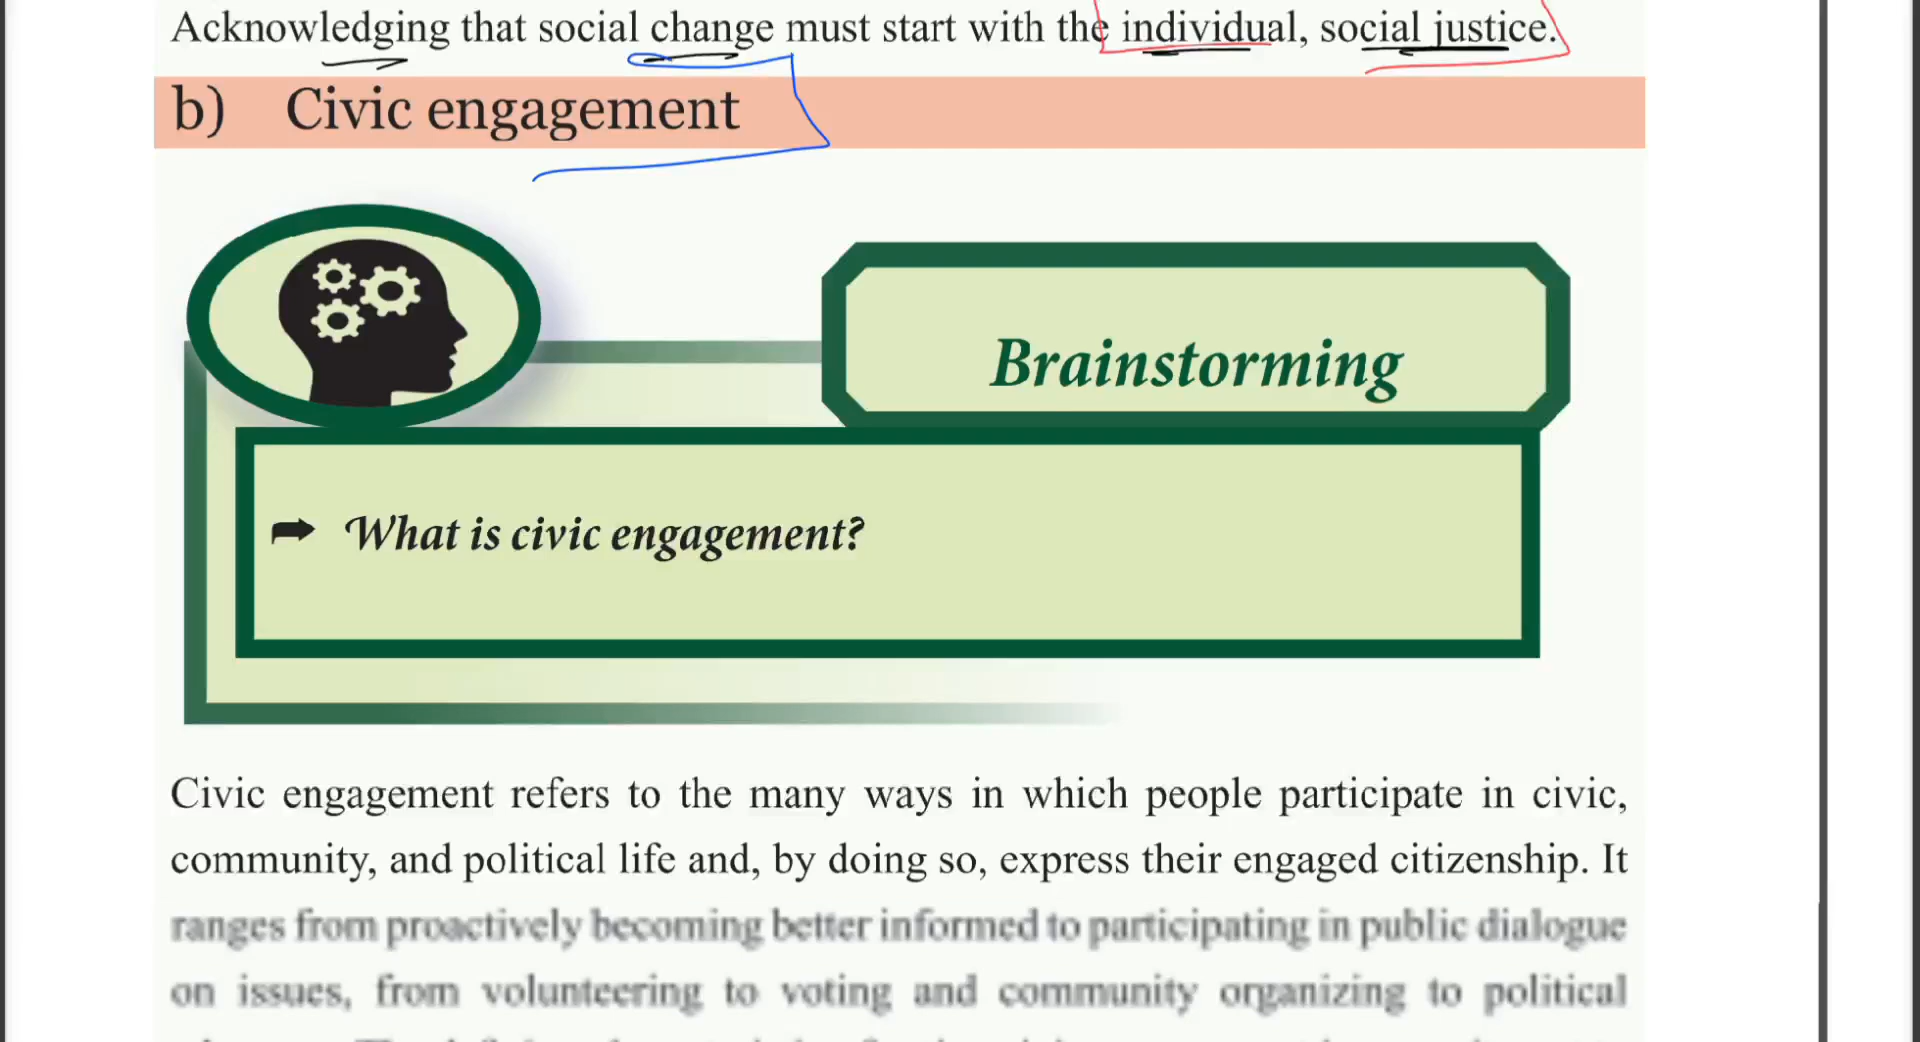 Acknowledging that social change must start with the individual, social justice.
b) Civic engagement
Brainstorming
What is civic engagement?
Civic engagement refers to the many ways in which people participate in civic,
community, and political life and, by doing so, express their engaged citizenship. It
ranges from proactively becoming better informed to participating in public dialogue
on issues, from volunteering to voting and community organizing to political